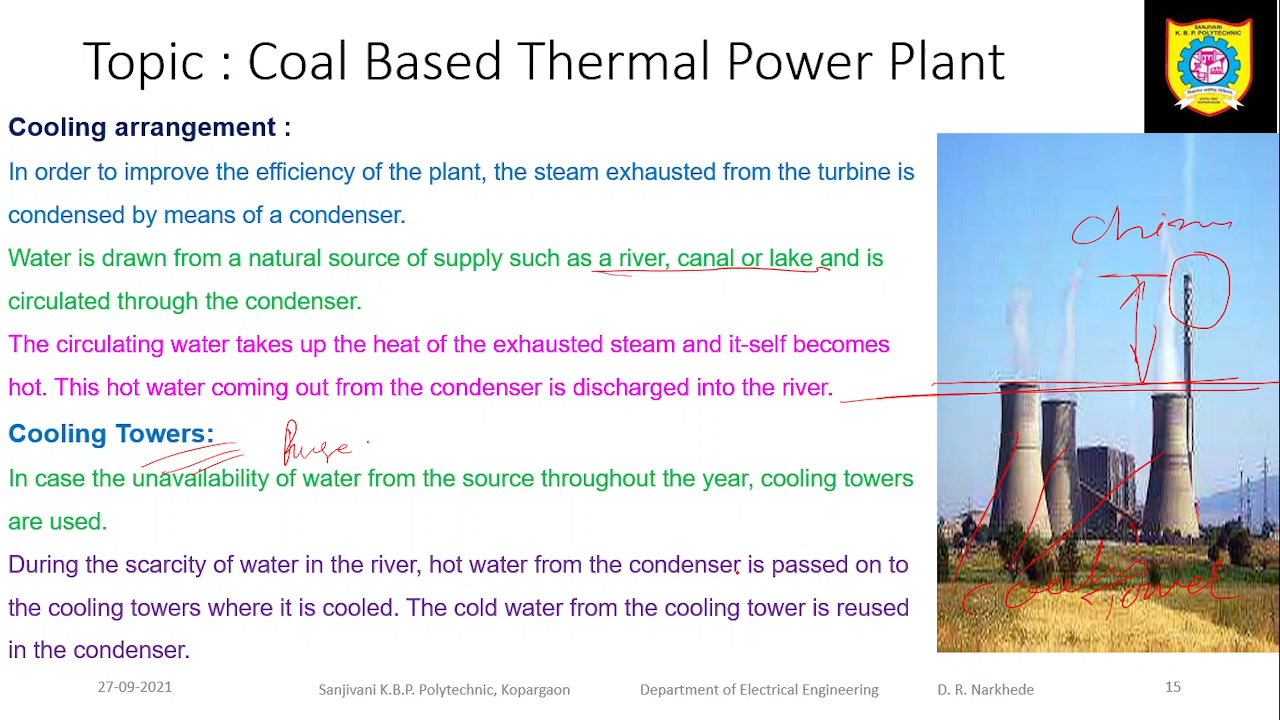 Topic : Coal Based Thermal Power Plant
SANJIVANI
K. B. P. POLYTECHNIC
Cooling arrangement :
In order to improve the efficiency of the plant, the steam exhausted from the turbine is
condensed by means of a condenser.
Water is drawn from a natural source of supply such as a river, canal or lake and is
circulated through the condenser.
The circulating water takes up the heat of the exhausted steam and it-self becomes
hot. This hot water coming out from the condenser is discharged into the river.
Cooling Towers:
In case the unavailability of water from the source throughout the year, cooling towers
are used.
During the scarcity of water in the river, hot water from the condenser is passed on to
the cooling towers where it is cooled. The cold water from the cooling tower is reused
in the condenser.
Cooling
Tower
27-09-2021 Sanjivani K.B.P. Polytechnic, Kopargaon Department of Electrical Engineering D. R. Narkhede 15